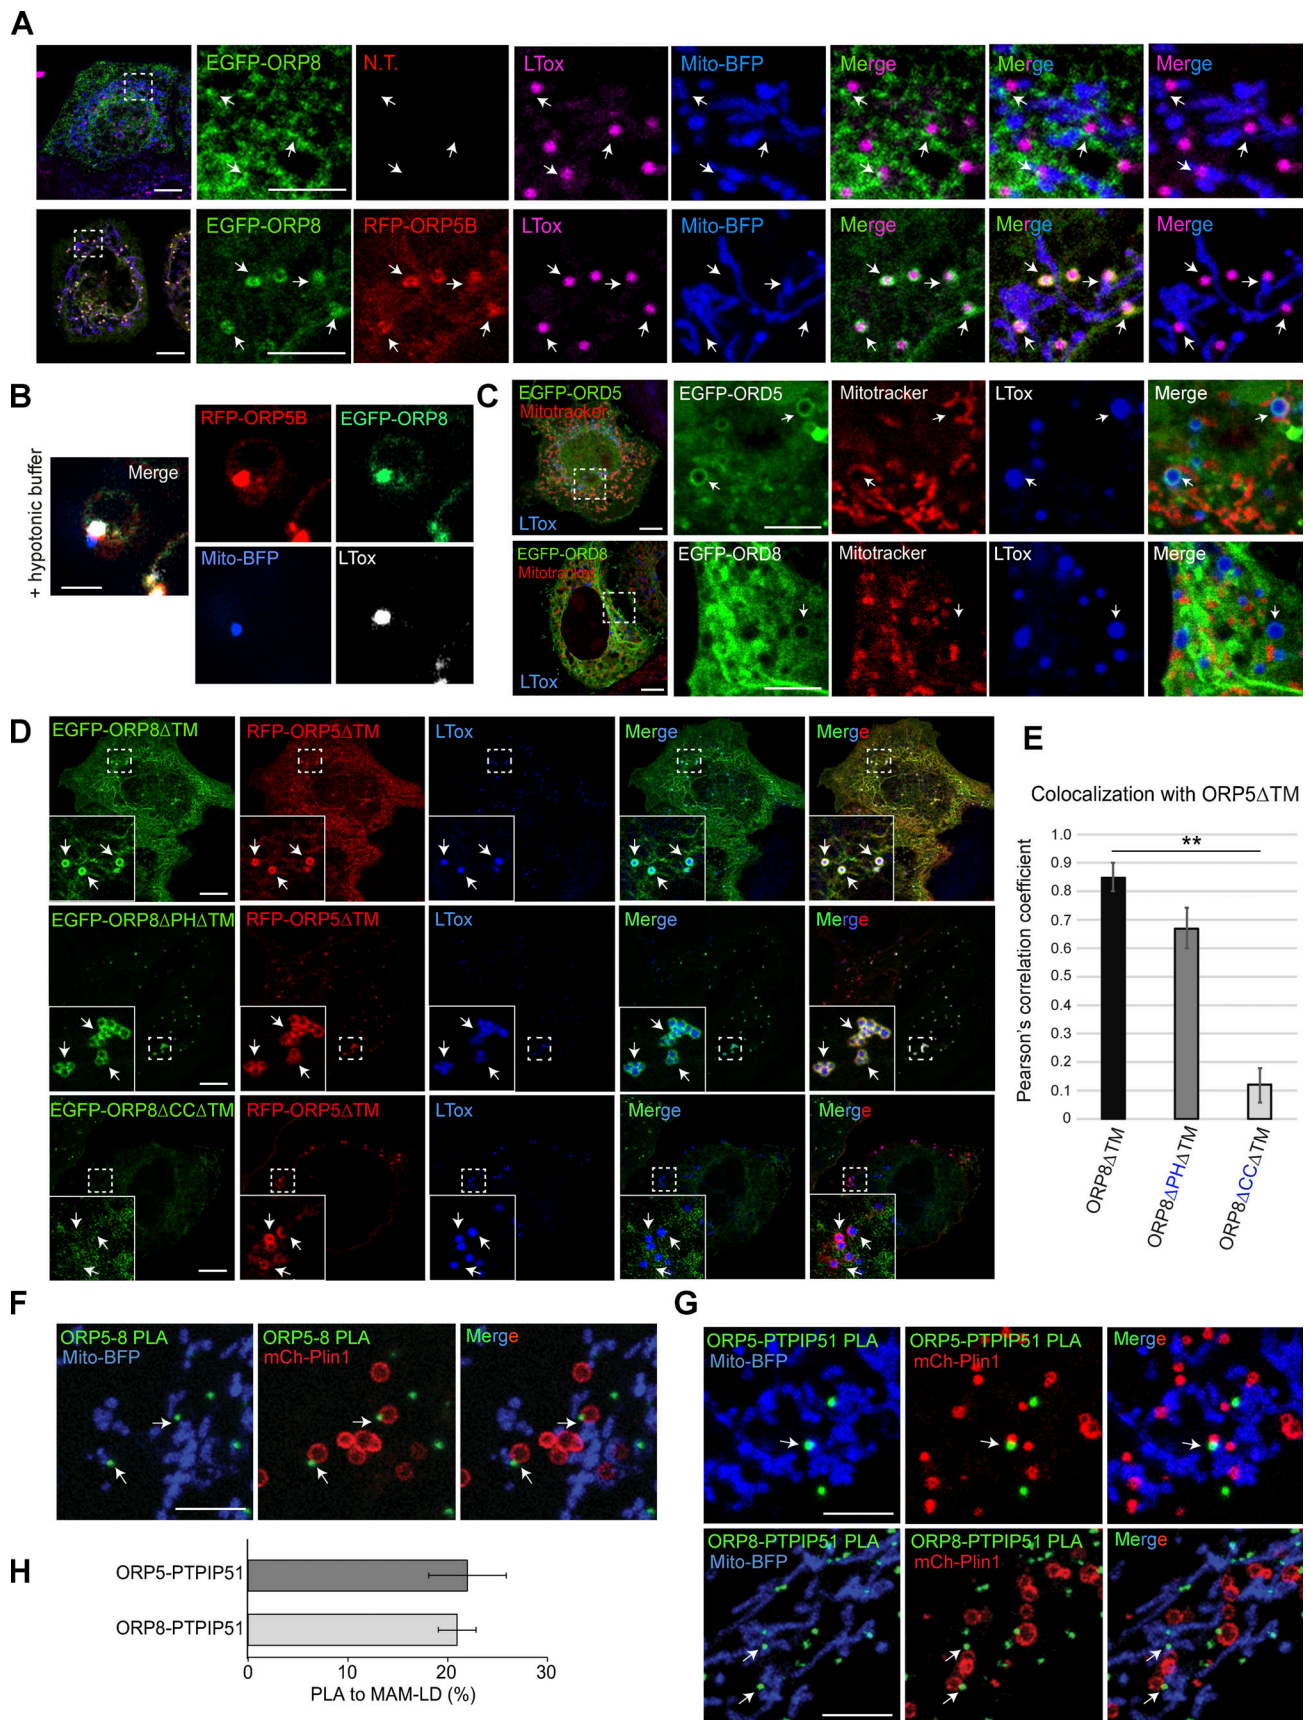 A
EGFP-ORP8
N.T.
LTox
Mito-BFP
Merge
Merge
Merge
EGFP-ORP8
RFP-ORP5B
LTox
Mito-BFP
Merge
Merge
Merge
B
+ hypotonic buffer
Merge
RFP-ORP5B
EGFP-ORP8
Mito-BFP
LTox
C
EGFP-ORD5
Mitotracker
LTox
EGFP-ORD5
Mitotracker
LTox
Merge
EGFP-ORD8
Mitotracker
LTox
EGFP-ORD8
Mitotracker
LTox
Merge
D
EGFP-ORP8ΔTM
RFP-ORP5ΔTM
LTox
Merge
Merge
EGFP-ORP8ΔPHΔTM
RFP-ORP5ΔTM
LTox
Merge
Merge
EGFP-ORP8ΔCCΔTM
RFP-ORP5ΔTM
LTox
Merge
Merge
E
Colocalization with ORP5ΔTM
Pearson's correlation coefficient
1.0
0.9
0.8
0.7
0.6
0.5
0.4
0.3
0.2
0.1
0
**
ORP8ΔTM
ORP8ΔPHΔTM
ORP8ΔCCΔTM
F
ORP5-8 PLA
Mito-BFP
ORP5-8 PLA
mCh-Plin1
Merge
G
ORP5-PTPIP51 PLA
Mito-BFP
ORP5-PTPIP51 PLA
mCh-Plin1
Merge
ORP8-PTPIP51 PLA
Mito-BFP
ORP8-PTPIP51 PLA
mCh-Plin1
Merge
H
ORP5-PTPIP51
ORP8-PTPIP51
0
10
20
30
PLA to MAM-LD (%)